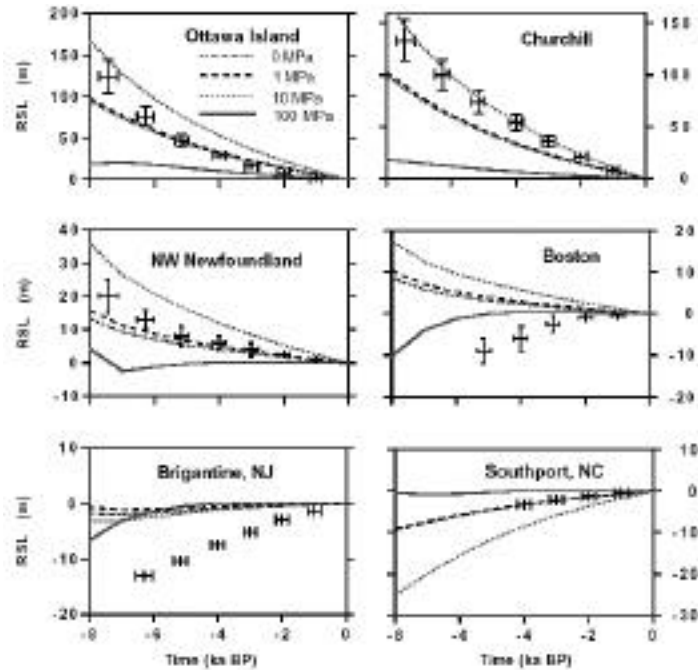 200
150
100
50
0
RSL (m)
Ottawa Island
0 MPa
1 MPa
10 MPa
100 MPa
Churchill
150
100
50
0
40
30
20
10
0
-10
RSL (m)
NW Newfoundland
Boston
20
10
0
-10
20
10
0
-10
-20
RSL (m)
Brigantine, NJ
Southport, NC
10
0
-10
-20
-30
-8 -6 -4 -2 0
Time (ka BP)
-8 -6 -4 -2 0
Time (ka BP)